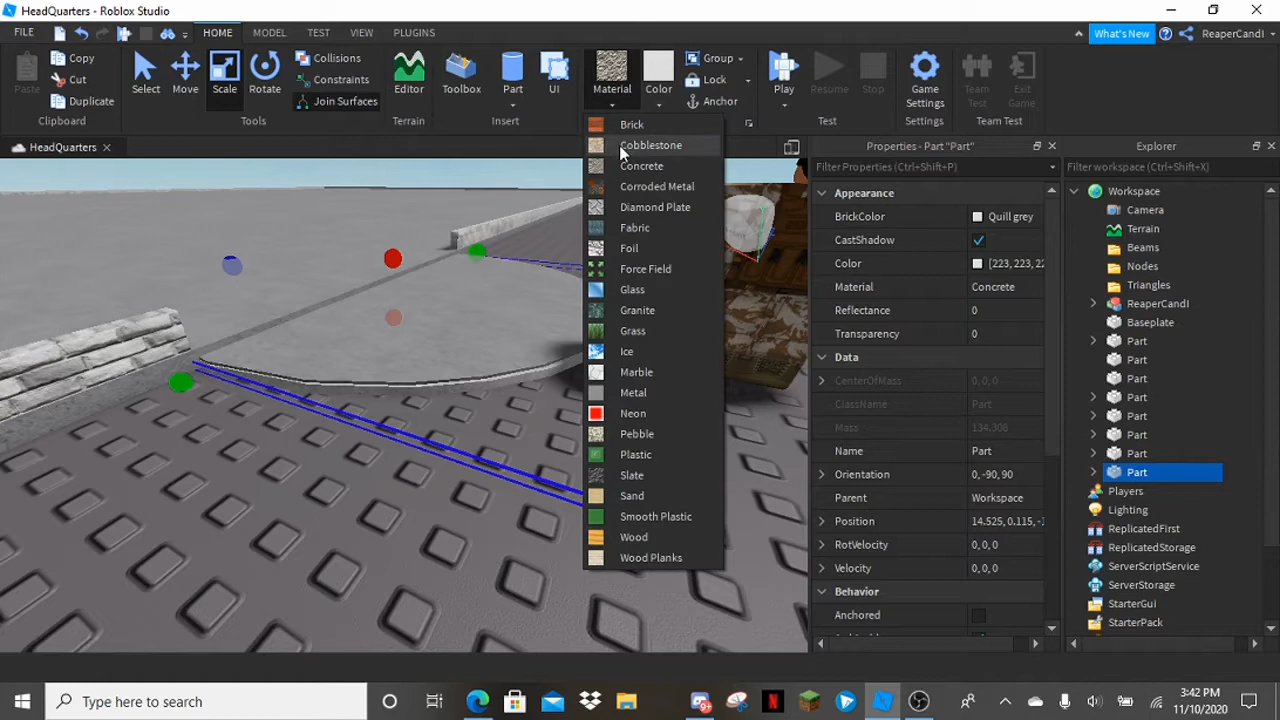 HeadQuarters - Roblox Studio
FILE HOME MODEL TEST VIEW PLUGINS What's New ReaperCandI
Paste Copy Cut Duplicate Select Move Scale Rotate Collisions Constraints Join Surfaces Editor Toolbox Part UI Material Color Group Lock Anchor Play Resume Stop Game Settings Team Test Exit Game
Clipboard Tools Terrain Insert Test Settings Team Test
HeadQuarters
Brick
Cobblestone
Concrete
Corroded Metal
Diamond Plate
Fabric
Foil
Force Field
Glass
Granite
Grass
Ice
Marble
Metal
Neon
Pebble
Plastic
Slate
Sand
Smooth Plastic
Wood
Wood Planks
Properties - Part "Part"
Filter Properties (Ctrl+Shift+P)
Appearance
BrickColor Quill grey
CastShadow
Color [223, 223, 22
Material Concrete
Reflectance 0
Transparency 0
Data
CenterOfMass 0, 0, 0
ClassName Part
Mass 134.306
Name Part
Orientation 0, -90, 90
Parent Workspace
Position 14.525, 0.115, -1
RotVelocity 0, 0, 0
Velocity 0, 0, 0
Behavior
Anchored
Explorer
Filter workspace (Ctrl+Shift+X)
Workspace
Camera
Terrain
Beams
Nodes
Triangles
ReaperCandI
Baseplate
Part
Part
Part
Part
Part
Part
Part
Part
Players
Lighting
ReplicatedFirst
ReplicatedStorage
ServerScriptService
ServerStorage
StarterGui
StarterPack
Type here to search
9+
N
3:42 PM
11/10/2020